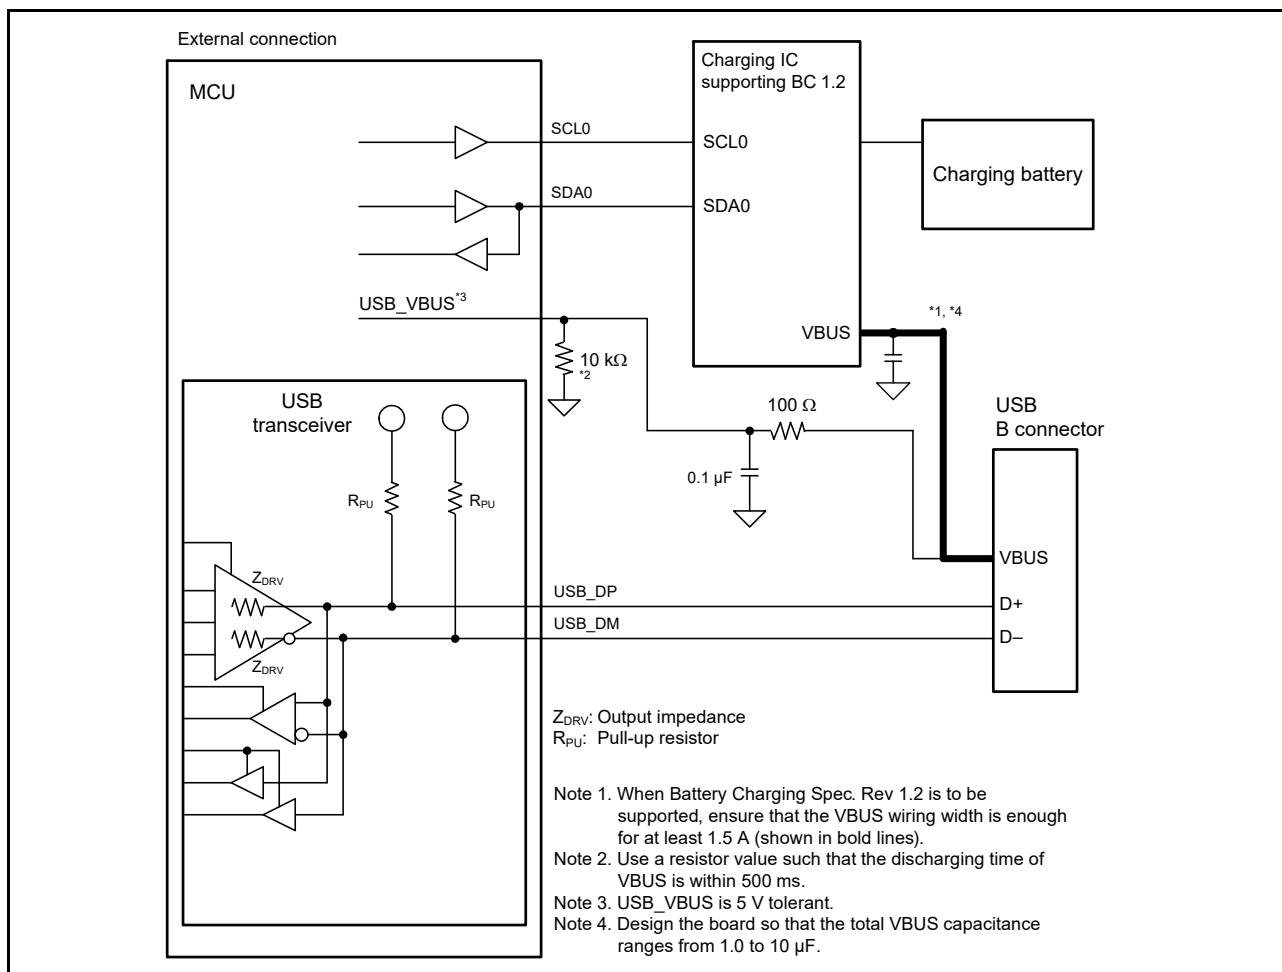 External connection
MCU
Charging IC
supporting BC 1.2
SCL0
SCL0
Charging battery
SDA0
SDA0
USB_VBUS*3
*1, *4
VBUS
10 kΩ
*2
USB
transceiver
100 Ω
USB
B connector
0.1 µF
RPU
RPU
VBUS
ZDRV
USB_DP
D+
USB_DM
D–
ZDRV
ZDRV: Output impedance
RPU: Pull-up resistor
Note 1. When Battery Charging Spec. Rev 1.2 is to be
supported, ensure that the VBUS wiring width is enough
for at least 1.5 A (shown in bold lines).
Note 2. Use a resistor value such that the discharging time of
VBUS is within 500 ms.
Note 3. USB_VBUS is 5 V tolerant.
Note 4. Design the board so that the total VBUS capacitance
ranges from 1.0 to 10 µF.